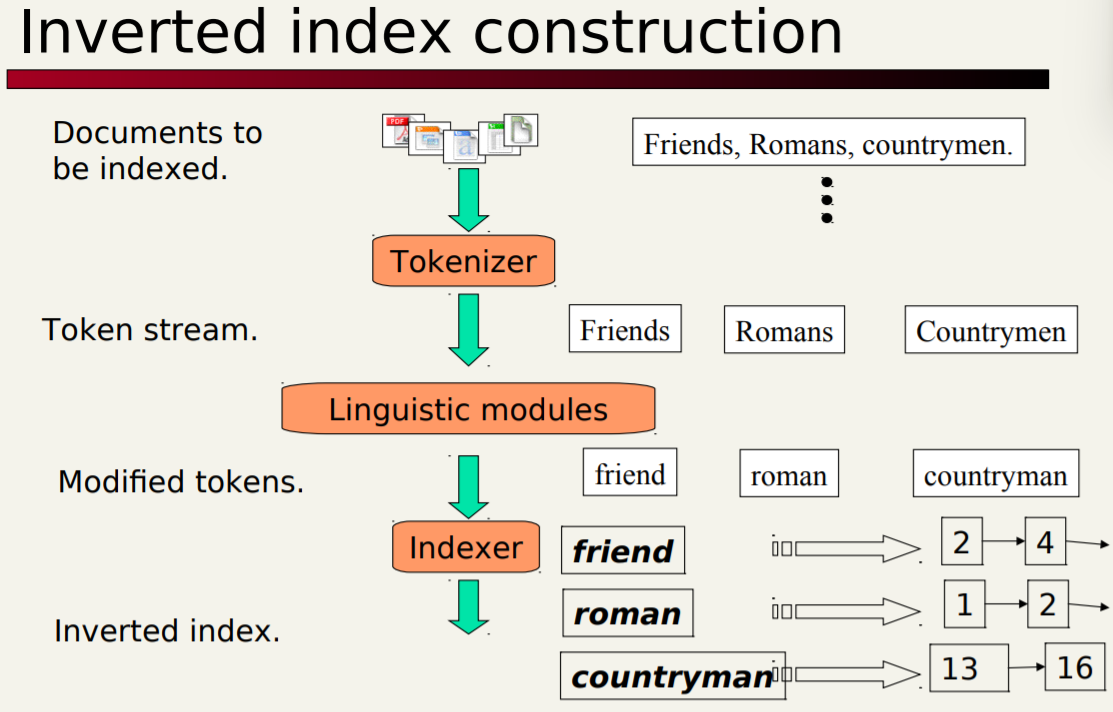 Inverted index construction
Documents to
be indexed.
PDF
Friends, Romans, countrymen.
Tokenizer
Token stream.
Friends Romans Countrymen
Linguistic modules
Modified tokens.
friend roman countryman
Indexer
friend 2 4
roman 1 2
Inverted index.
countryman 13 16